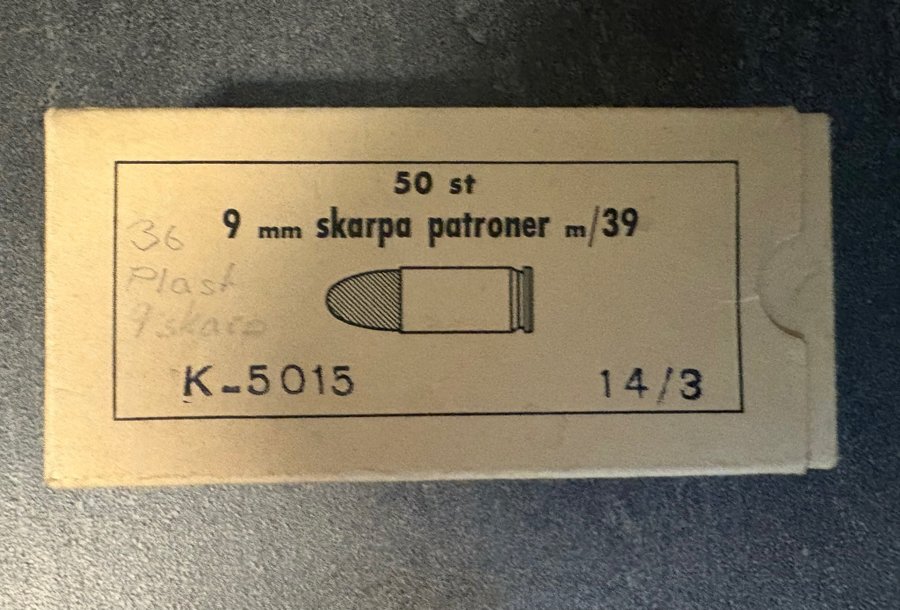 50 st
9 mm skarpa patroner m/39
36
Plast
9 skarp
K-5015
14/3